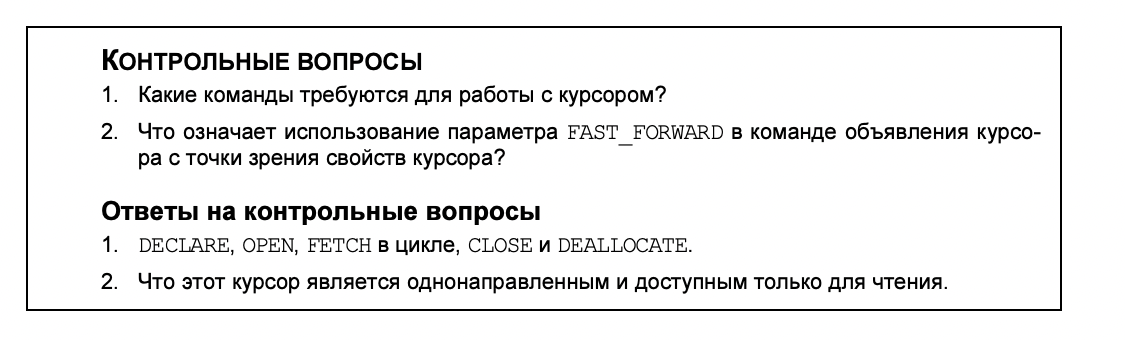 КОНТРОЛЬНЫЕ ВОПРОСЫ
1. Какие команды требуются для работы с курсором?
2. Что означает использование параметра FAST_FORWARD в команде объявления курсо-
ра с точки зрения свойств курсора?
Ответы на контрольные вопросы
1. DECLARE, OPEN, FETCH в цикле, CLOSE и DEALLOCATE.
2. Что этот курсор является однонаправленным и доступным только для чтения.